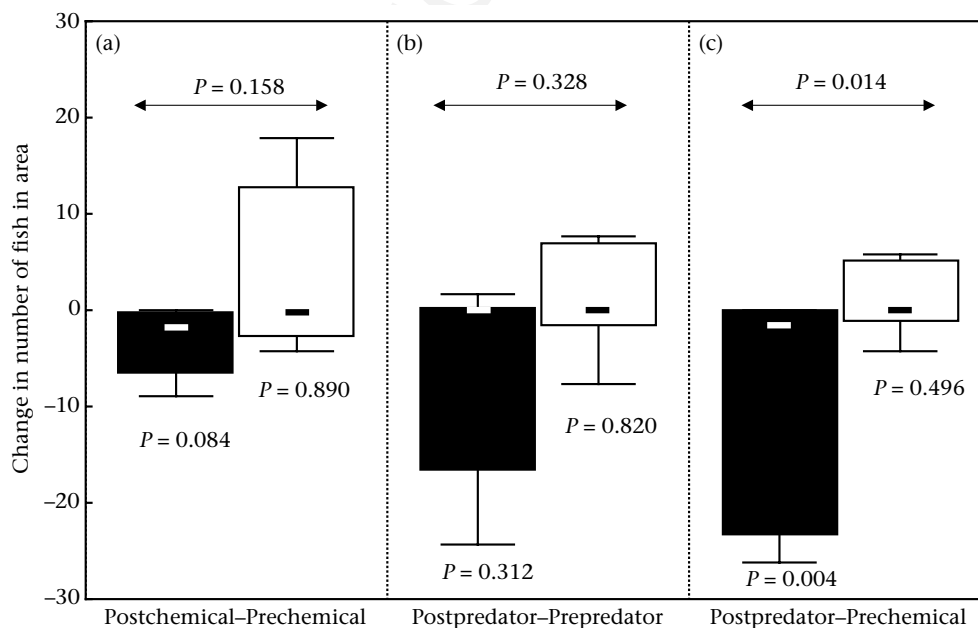 30
20
10
0
–10
–20
–30
Change in number of fish in area
(a)
P = 0.158
P = 0.084
P = 0.890
Postchemical–Prechemical
(b)
P = 0.328
P = 0.312
P = 0.820
Postpredator–Prepredator
(c)
P = 0.014
P = 0.004
P = 0.496
Postpredator–Prechemical